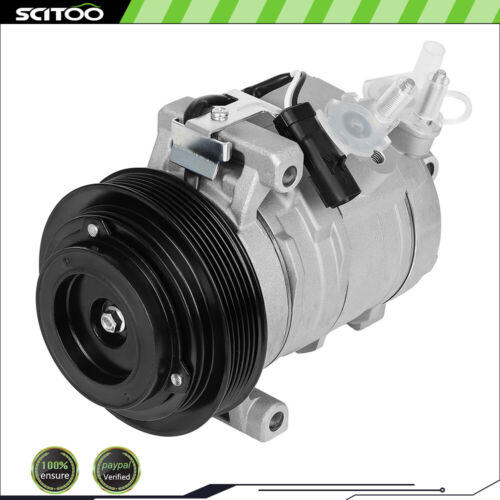 SCITOO
100%
ensure
paypal
Verified